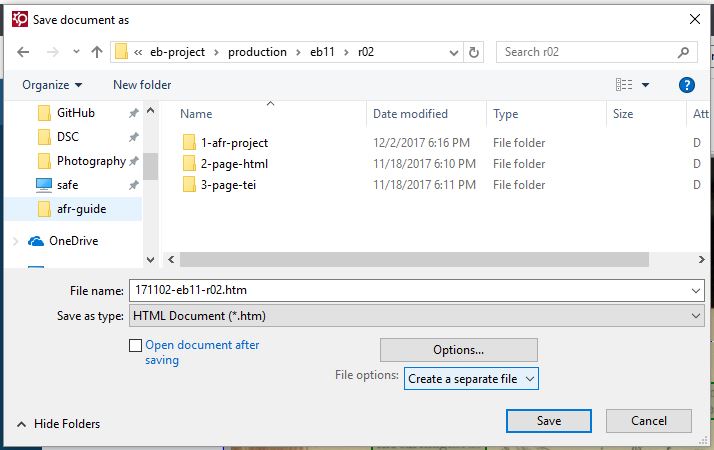 Save document as
« eb-project > production > eb11 > r02
Search r02
Organize
New folder
?
GitHub
DSC
Photography
safe
afr-guide
OneDrive
Name Date modified Type Size Att
1-afr-project 12/2/2017 6:16 PM File folder D
2-page-html 11/18/2017 6:10 PM File folder D
3-page-tei 11/18/2017 6:11 PM File folder D
File name: 171102-eb11-r02.htm
Save as type: HTML Document (*.htm)
Open document after
saving
Options...
File options: Create a separate file
Hide Folders
Save
Cancel